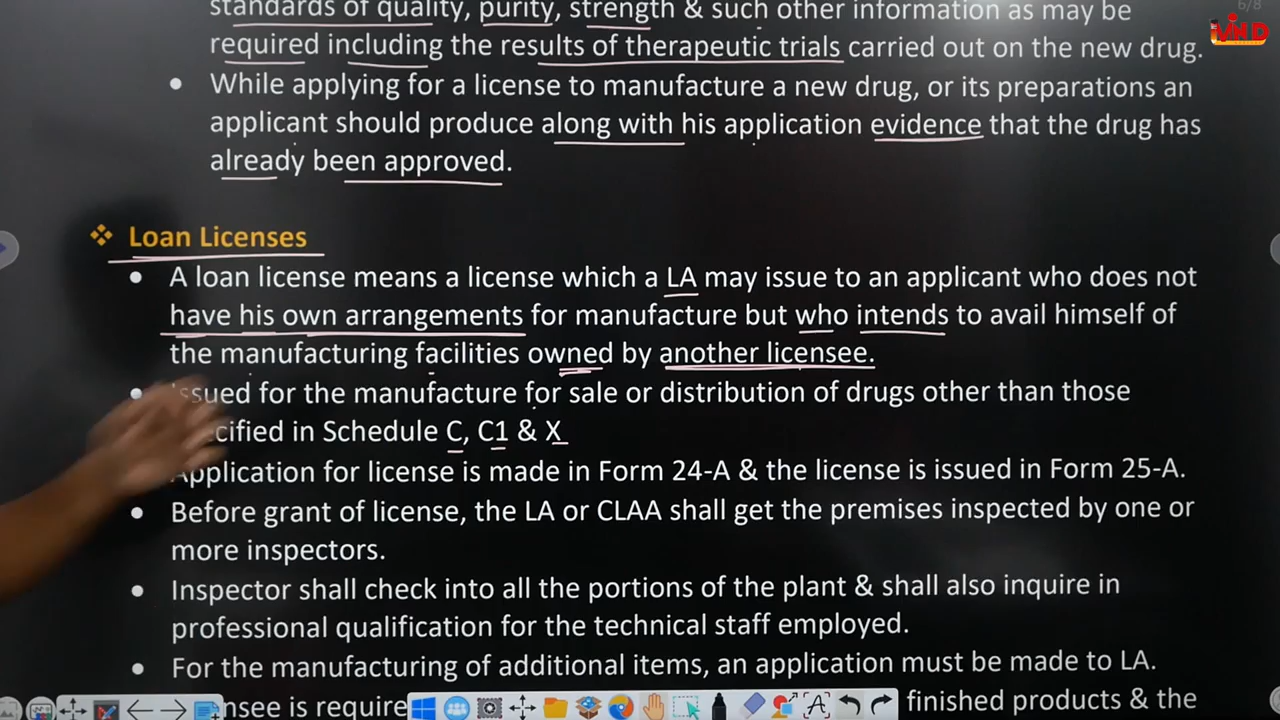 standards of quality, purity, strength & such other information as may be
required including the results of therapeutic trials carried out on the new drug.
• While applying for a license to manufacture a new drug, or its preparations an
applicant should produce along with his application evidence that the drug has
already been approved.
❖ Loan Licenses
• A loan license means a license which a LA may issue to an applicant who does not
have his own arrangements for manufacture but who intends to avail himself of
the manufacturing facilities owned by another licensee.
• Issued for the manufacture for sale or distribution of drugs other than those
cified in Schedule C, C1 & X
Application for license is made in Form 24-A & the license is issued in Form 25-A.
• Before grant of license, the LA or CLAA shall get the premises inspected by one or
more inspectors.
• Inspector shall check into all the portions of the plant & shall also inquire in
professional qualification for the technical staff employed.
• For the manufacturing of additional items, an application must be made to LA.
nsee is require finished products & the
6/8